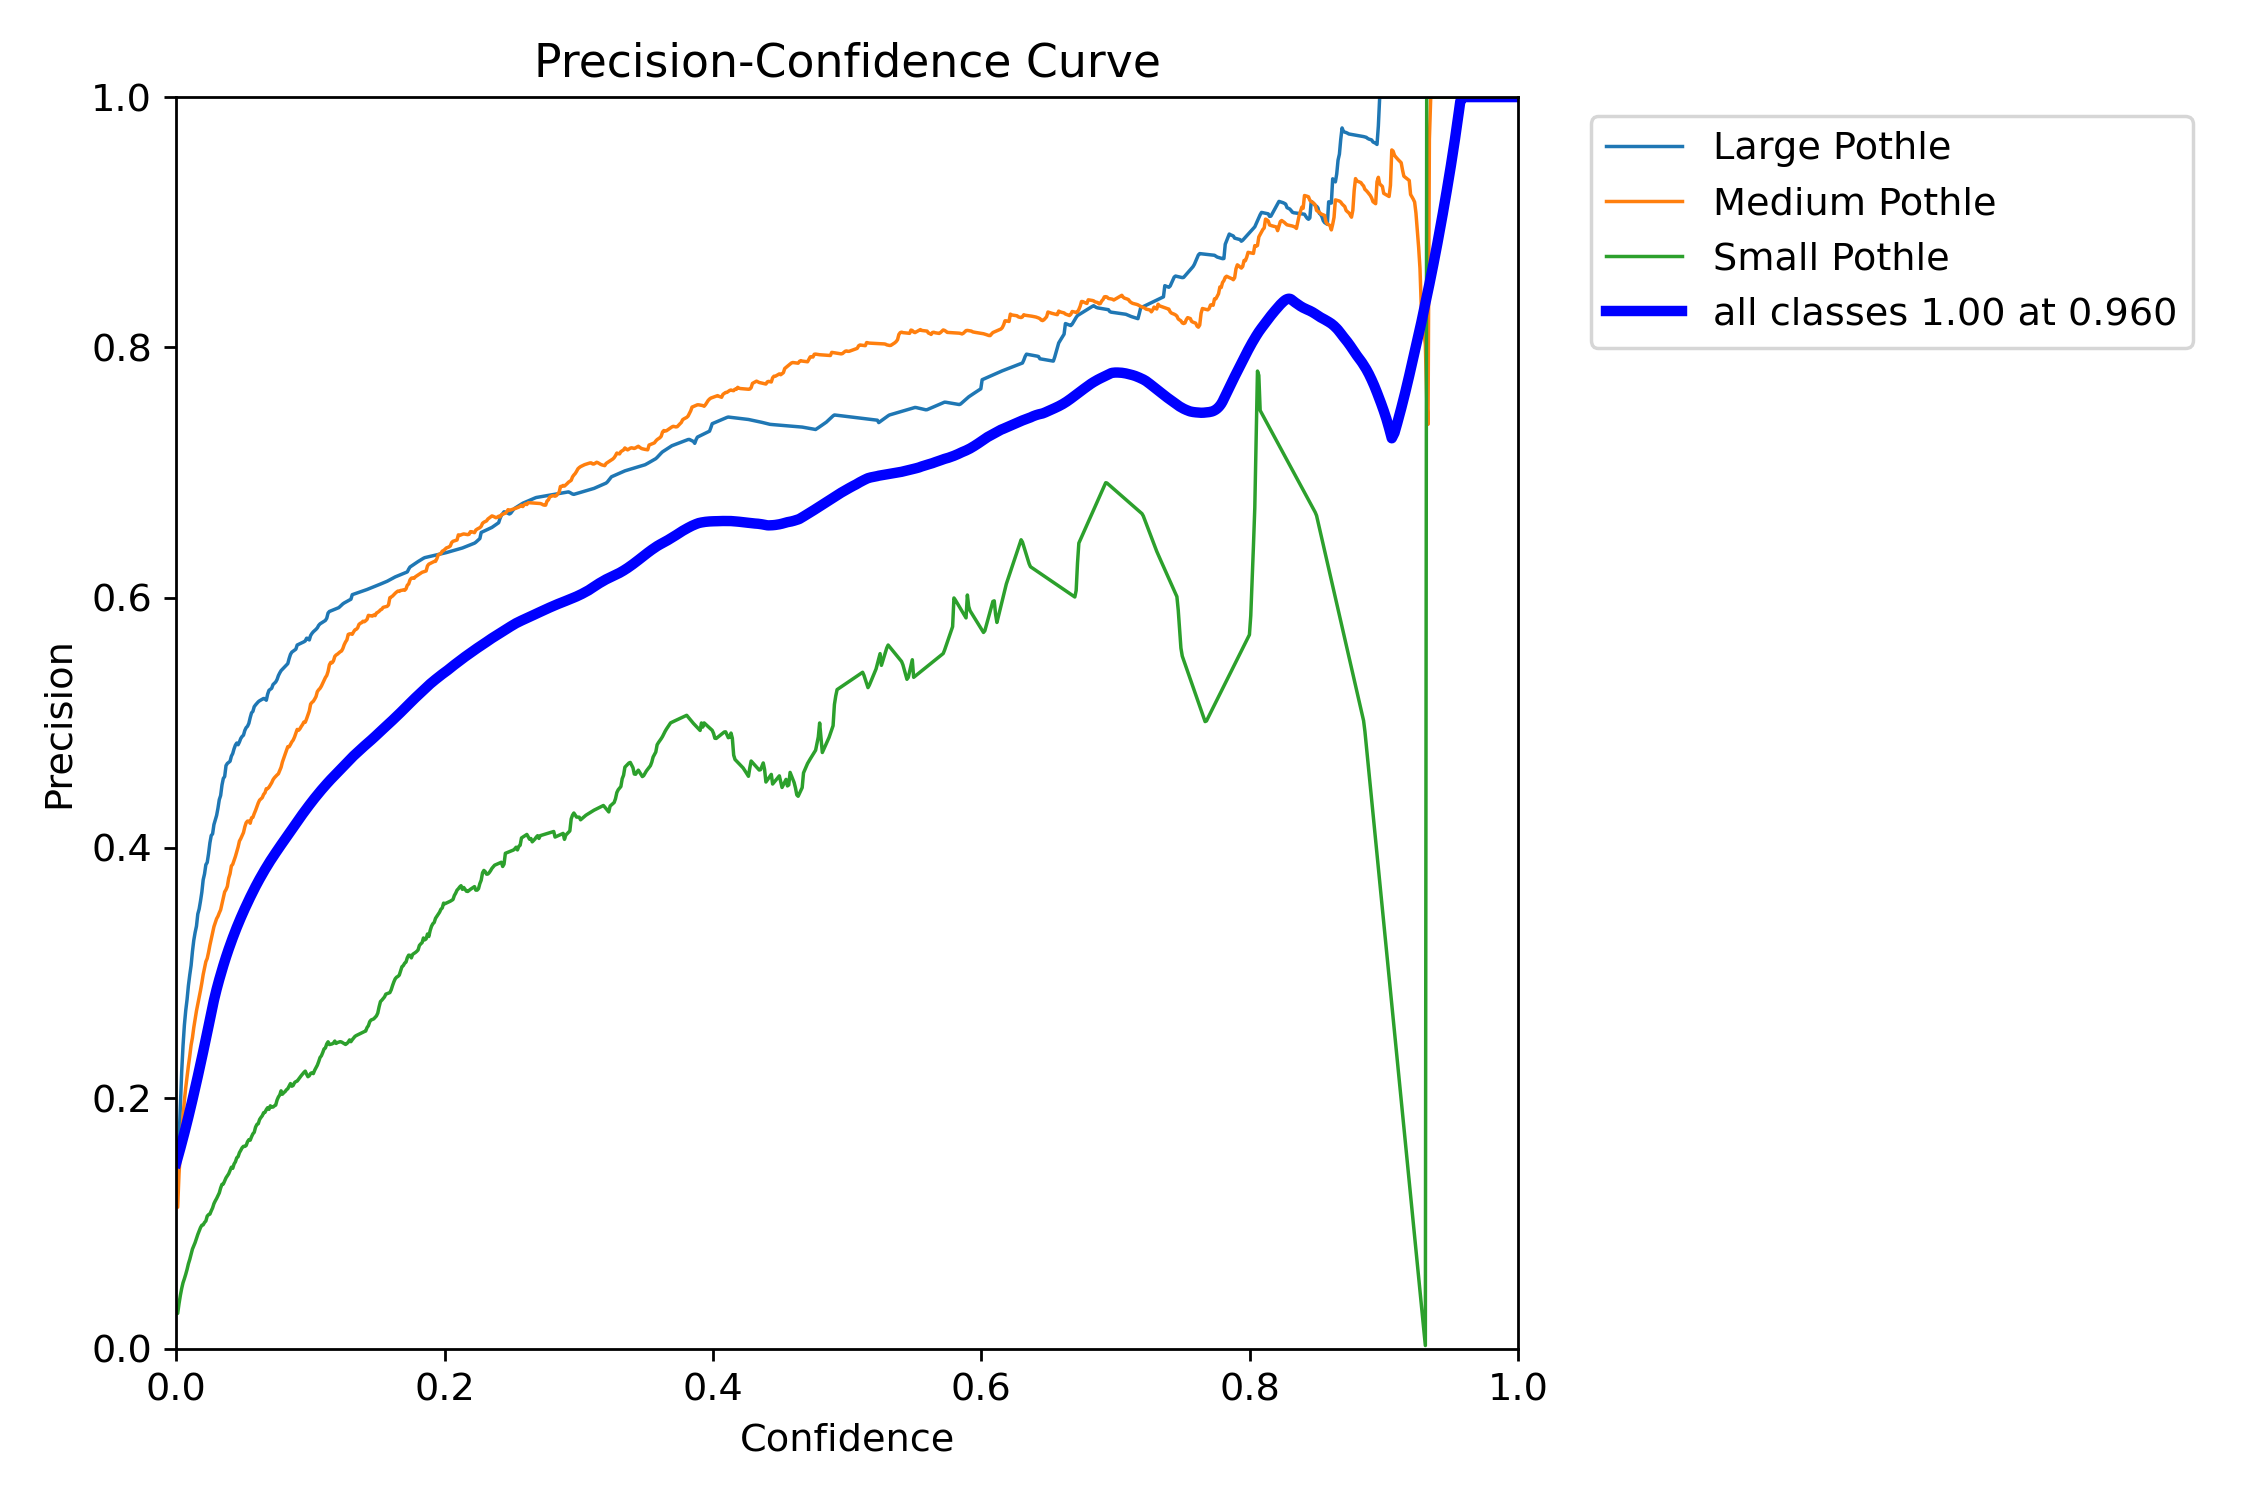 Precision-Confidence Curve
1.0
0.8
0.6
0.4
0.2
0.0
Precision
0.0 0.2 0.4 0.6 0.8 1.0
Confidence
Large Pothle
Medium Pothle
Small Pothle
all classes 1.00 at 0.960